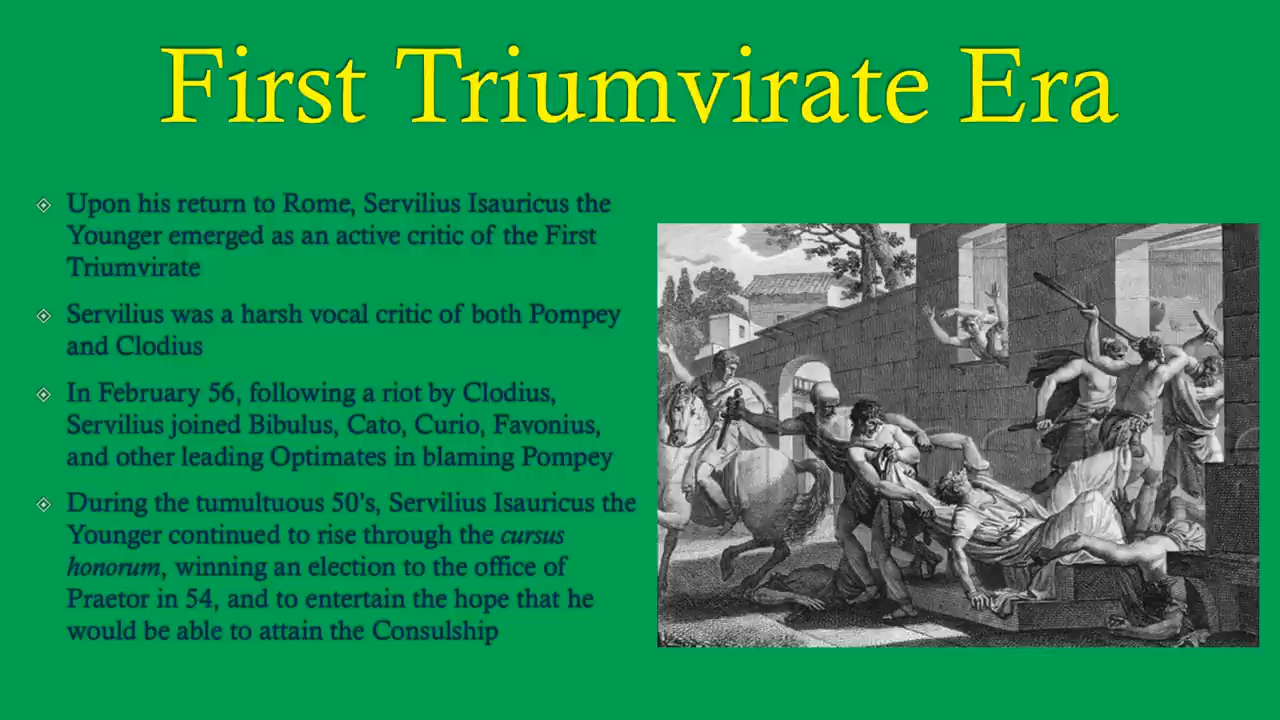 First Triumvirate Era
Upon his return to Rome, Servilius Isauricus the
Younger emerged as an active critic of the First
Triumvirate
Servilius was a harsh vocal critic of both Pompey
and Clodius
In February 56, following a riot by Clodius,
Servilius joined Bibulus, Cato, Curio, Favonius,
and other leading Optimates in blaming Pompey
During the tumultuous 50's, Servilius Isauricus the
Younger continued to rise through the cursus
honorum, winning an election to the office of
Praetor in 54, and to entertain the hope that he
would be able to attain the Consulship